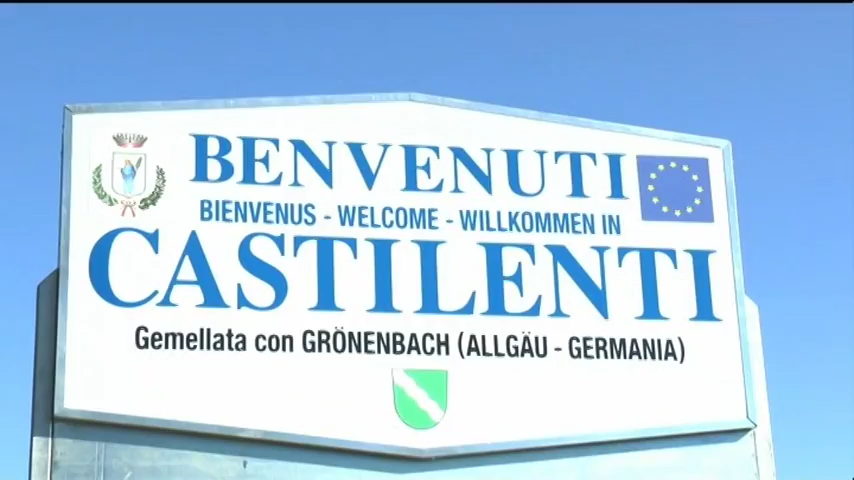 BENVENUTI
BIENVENUS - WELCOME - WILLKOMMEN IN
CASTILENTI
Gemellata con GRÖNENBACH (ALLGÄU - GERMANIA)